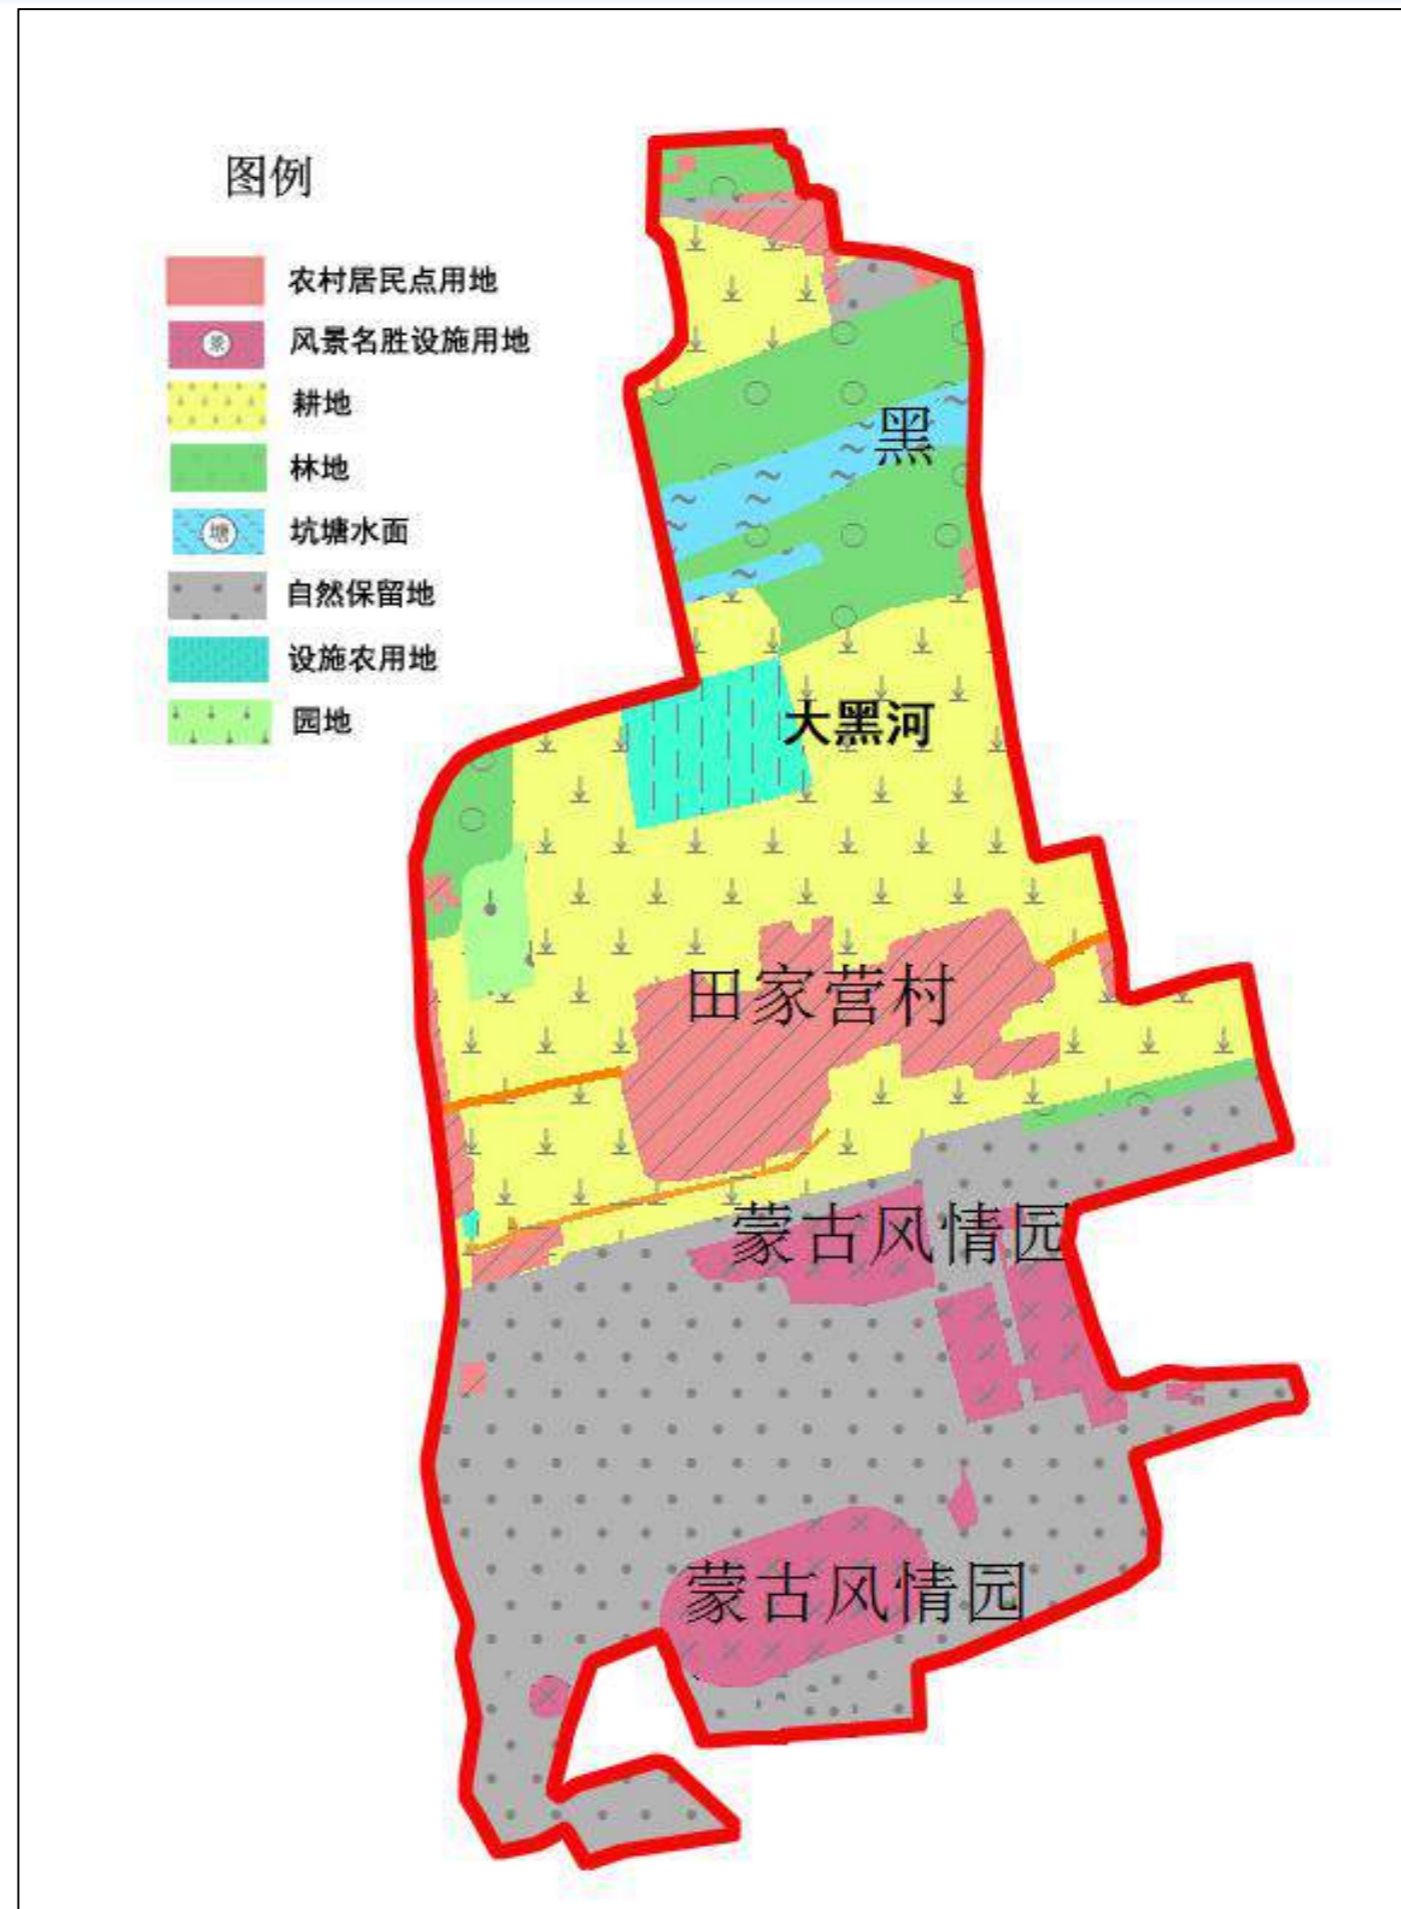 图例
农村居民点用地
景
风景名胜设施用地
耕地
林地
塘
坑塘水面
自然保留地
设施农用地
园地
黑
大黑河
田家营村
蒙古风情园
蒙古风情园